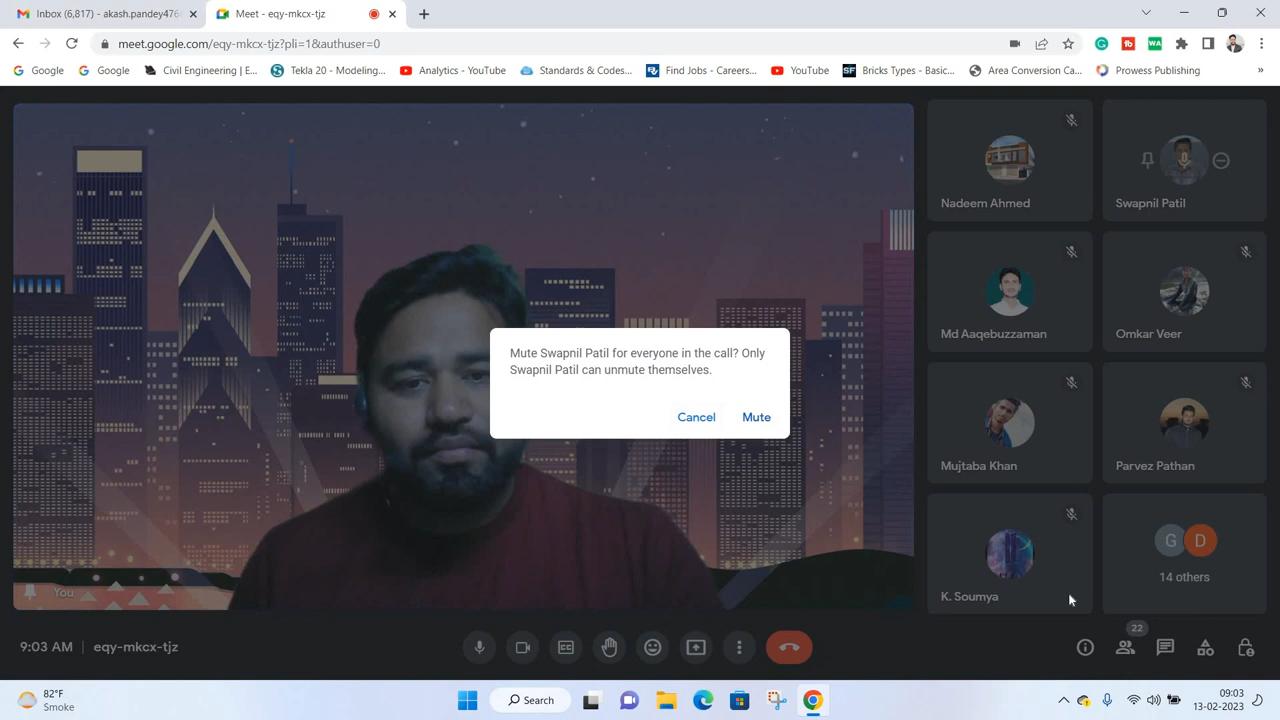 Inbox (6,817) - akash.pandey476
Meet - eqy-mkcx-tjz
meet.google.com/eqy-mkcx-tjz?pli=1&authuser=0
Google
Google
Civil Engineering | E...
Tekla 20 - Modeling...
Analytics - YouTube
Standards & Codes...
Find Jobs - Careers...
YouTube
SF
Bricks Types - Basic...
Area Conversion Ca...
Prowess Publishing
»
Nadeem Ahmed
Swapnil Patil
Md Aaqebuzzaman
Omkar Veer
Mute Swapnil Patil for everyone in the call? Only
Swapnil Patil can unmute themselves.
Cancel
Mute
Mujtaba Khan
Parvez Pathan
G
D
14 others
K. Soumya
You
9:03 AM | eqy-mkcx-tjz
22
82°F
Smoke
Search
09:03
13-02-2023